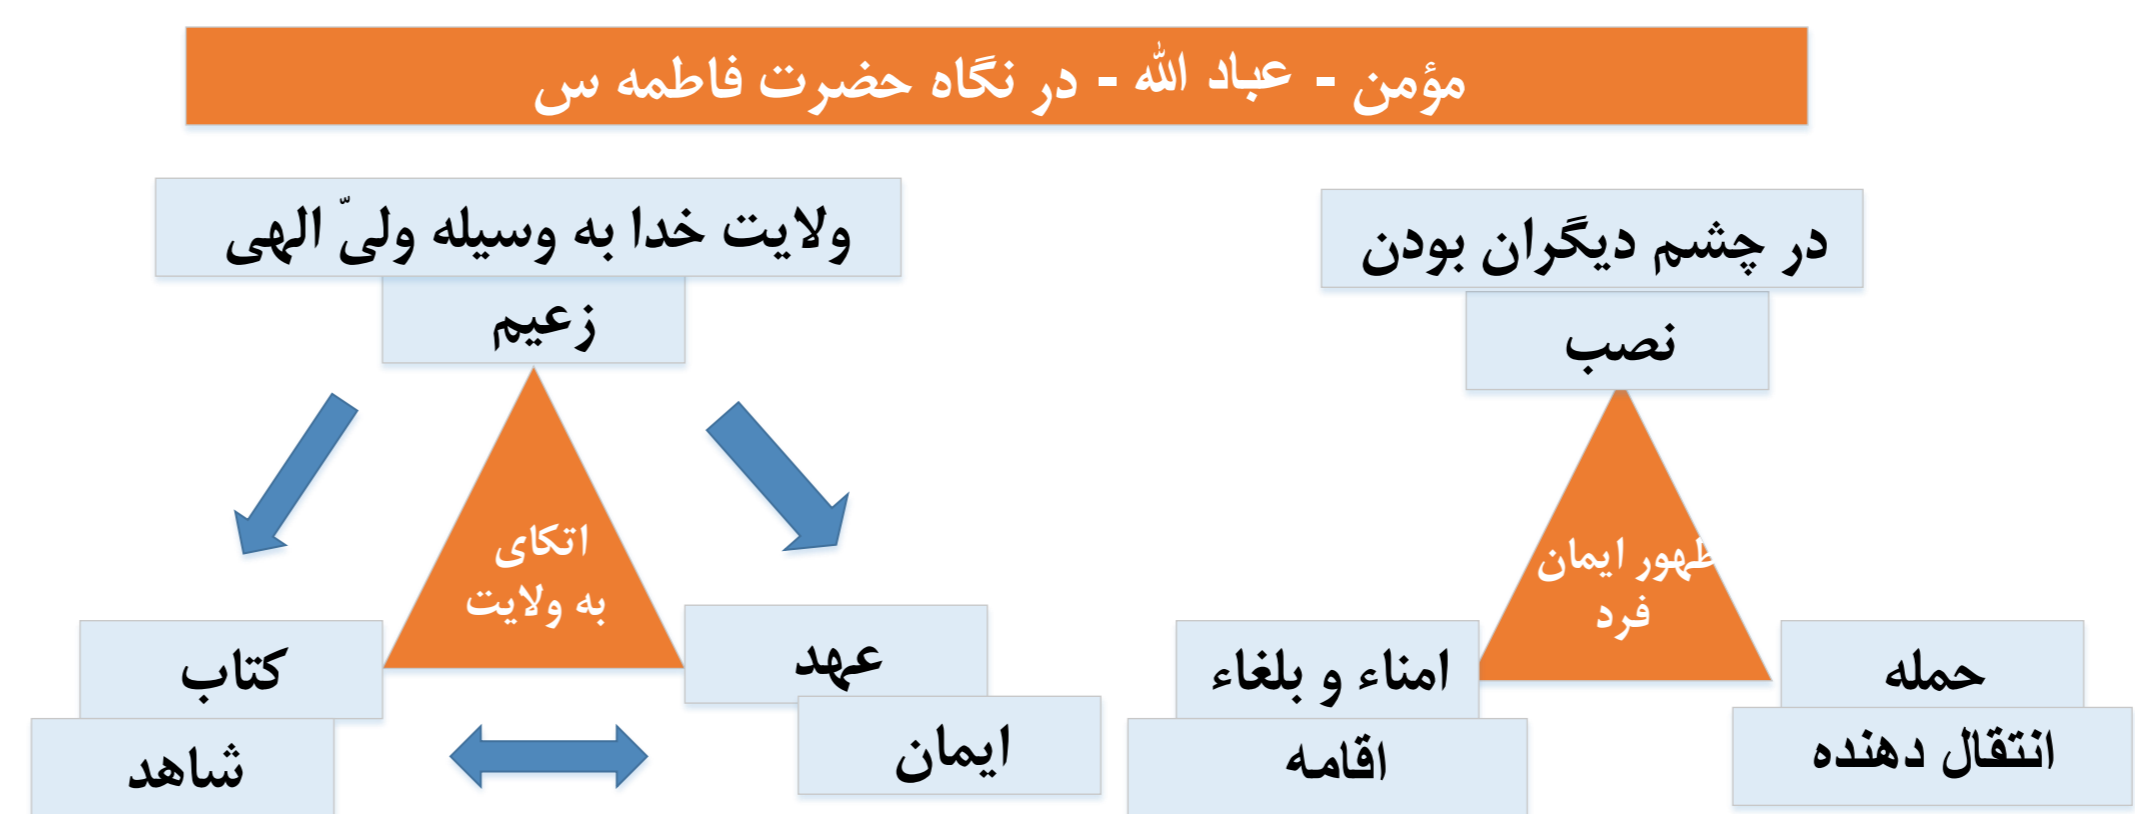 مؤمن - عباد الله - در نگاه حضرت فاطمه س
در چشم دیگران بودن
نصب
ظهور ایمان
فرد
حمله
انتقال دهنده
امناء و بلغاء
اقامه
ولایت خدا به وسیله ولیّ الهی
زعیم
اتکای
به ولایت
عهد
ایمان
کتاب
شاهد